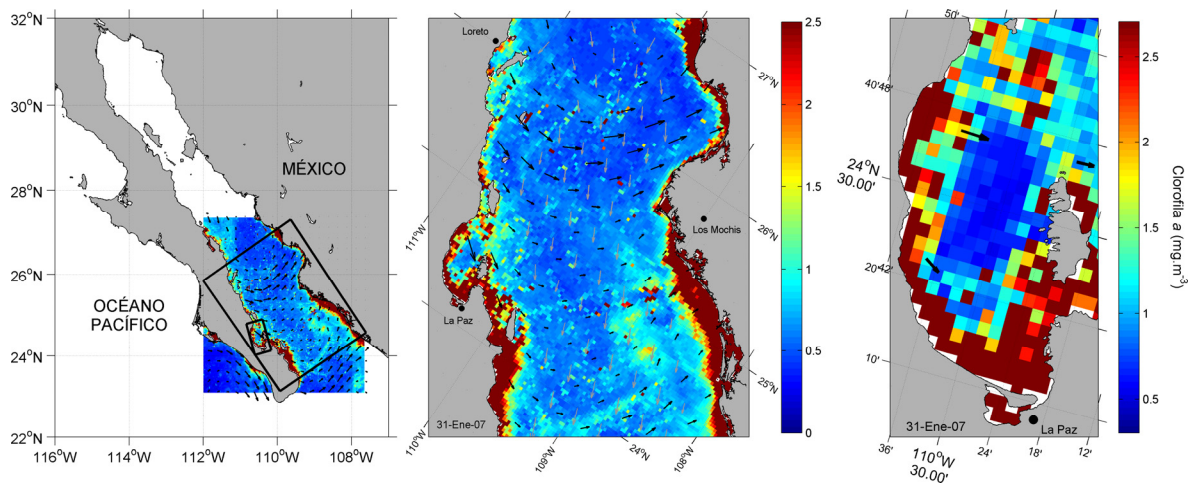 32°N
30°N
28°N
26°N
24°N
22°N
116°W
114°W
112°W
110°W
108°W
MÉXICO
OCÉANO
PACÍFICO
Loreto
Los Mochis
La Paz
31-Ene-07
27°N
26°N
25°N
111°W
110°W
109°W
24°N
108°W
2.5
2
1.5
1
0.5
0
50'
40'48'
24°N
30.00'
20'42'
10'
36'
110°W
30.00'
24'
18'
12'
31-Ene-07
La Paz
2.5
2
1.5
1
0.5
Clorofila a (mg.m-3)